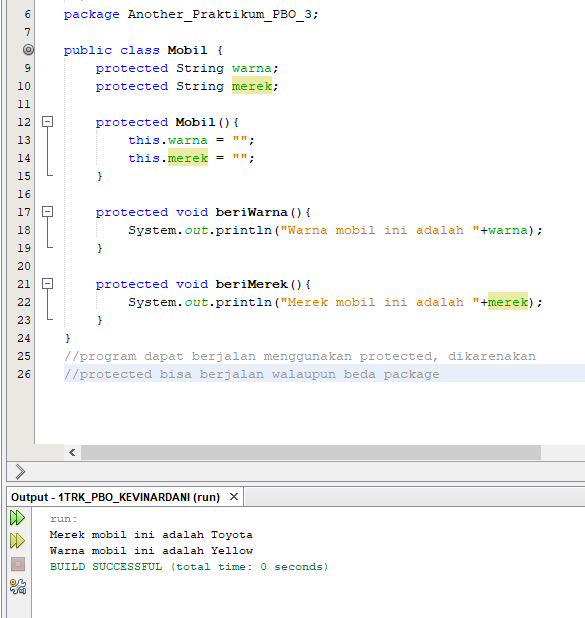 6 package Another_Praktikum_PBO_3;
7
public class Mobil {
9 protected String warna;
10 protected String merek;
11
12 protected Mobil(){
13 this.warna = "";
14 this.merek = "";
15 }
16
17 protected void beriWarna(){
18 System.out.println("Warna mobil ini adalah "+warna);
19 }
20
21 protected void beriMerek(){
22 System.out.println("Merek mobil ini adalah "+merek);
23 }
24 }
25 //program dapat berjalan menggunakan protected, dikarenakan
26 //protected bisa berjalan walaupun beda package
Output - 1TRK_PBO_KEVINARDANI (run)
run:
Merek mobil ini adalah Toyota
Warna mobil ini adalah Yellow
BUILD SUCCESSFUL (total time: 0 seconds)